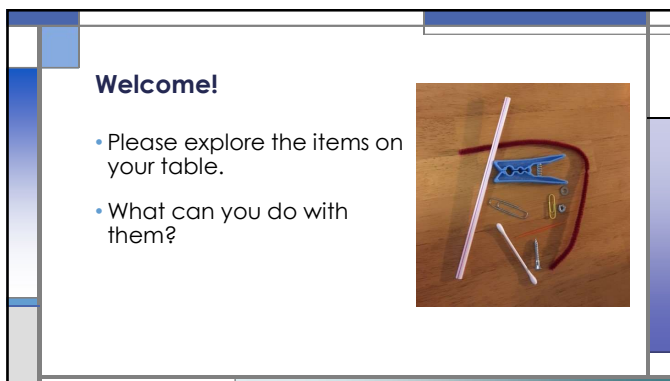 Welcome!
• Please explore the items on
your table.
• What can you do with
them?